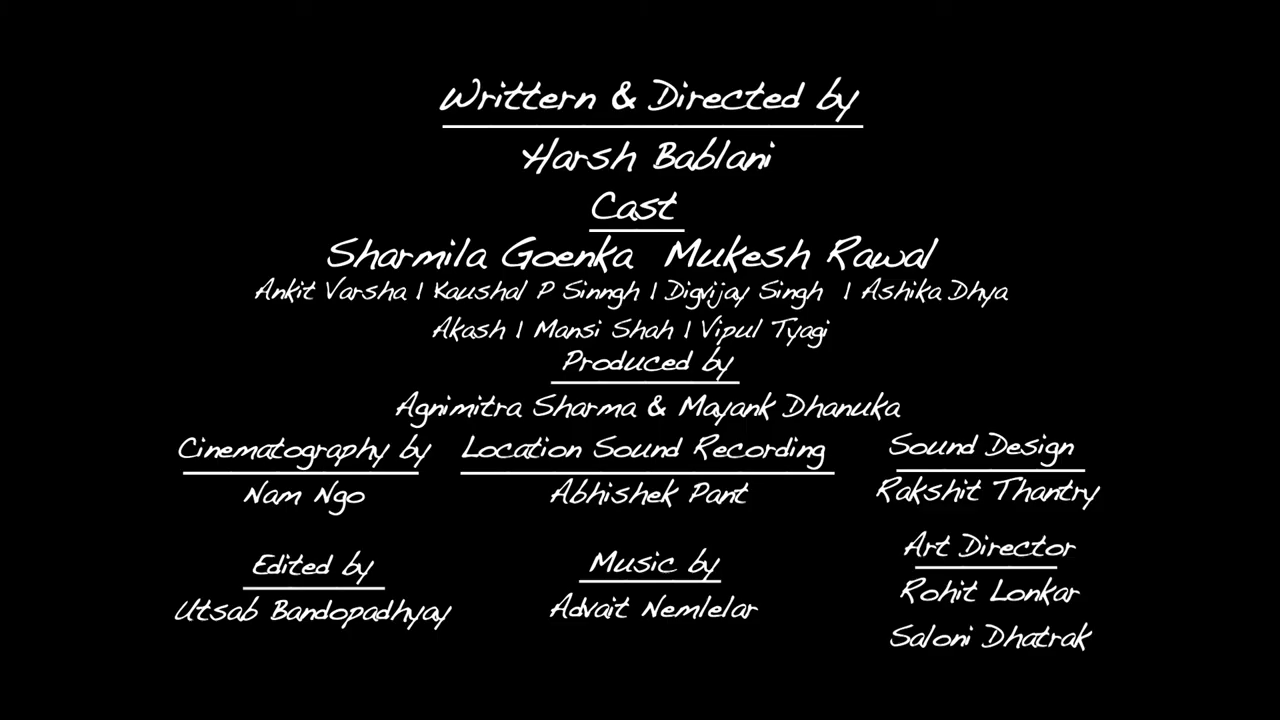 Writtern & Directed by
Harsh Bablani
Cast
Sharmila Goenka Mukesh Rawal
Ankit Varsha | Kaushal P Sinngh | Digvijay Singh | Ashika Dhya
Akash | Mansi Shah | Vipul Tyagi
Produced by
Agnimitra Sharma & Mayank Dhanuka
Cinematography by
Nam Ngo
Location Sound Recording
Abhishek Pant
Sound Design
Rakshit Thantry
Edited by
Utsab Bandopadhyay
Music by
Advait Nemlelar
Art Director
Rohit Lonkar
Saloni Dhatrak